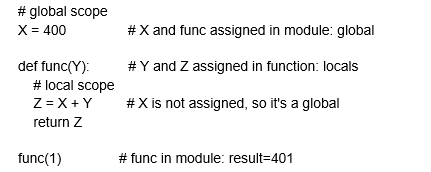 # global scope
X = 400 # X and func assigned in module: global
def func(Y): # Y and Z assigned in function: locals
# local scope
Z = X + Y # X is not assigned, so it's a global
return Z
func(1) # func in module: result=401